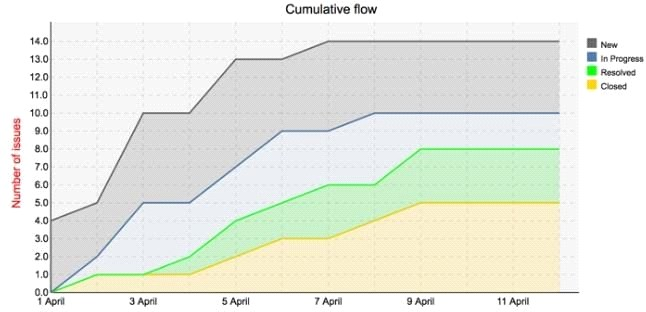 Cumulative flow
Number of issues
14.0
13.0
12.0
11.0
10.0
9.0
8.0
7.0
6.0
5.0
4.0
3.0
2.0
1.0
0.0
1 April
3 April
5 April
7 April
9 April
11 April
New
In Progress
Resolved
Closed